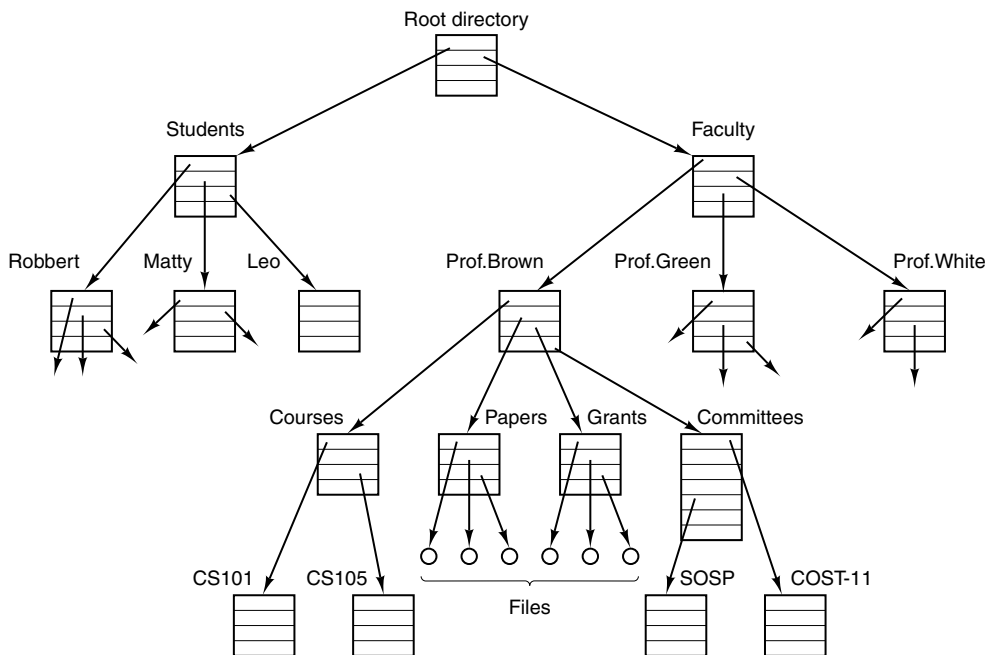 Root directory
Students
Faculty
Robbert
Matty
Leo
Prof.Brown
Prof.Green
Prof.White
Courses
Papers
Grants
Committees
CS101
CS105
Files
SOSP
COST-11